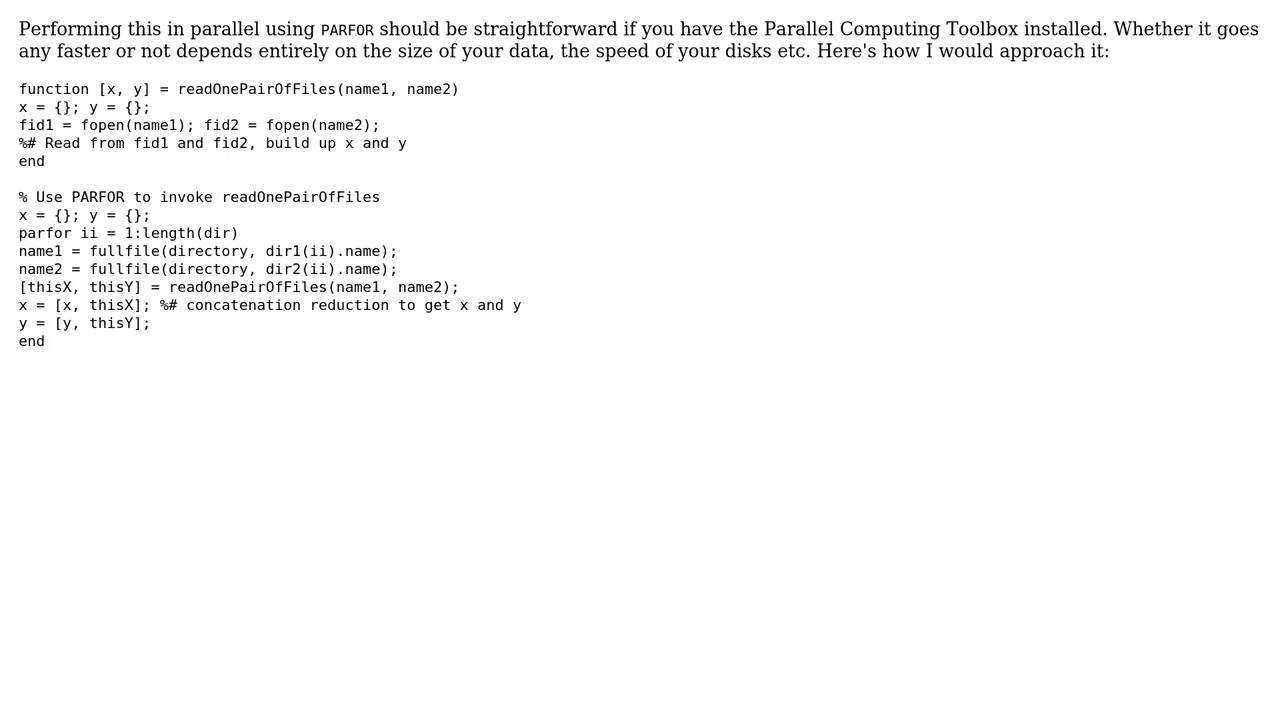 Performing this in parallel using PARFOR should be straightforward if you have the Parallel Computing Toolbox installed. Whether it goes
any faster or not depends entirely on the size of your data, the speed of your disks etc. Here's how I would approach it:
function [x, y] = readOnePairOfFiles(name1, name2)
x = {}; y = {};
fid1 = fopen(name1); fid2 = fopen(name2);
%# Read from fid1 and fid2, build up x and y
end
% Use PARFOR to invoke readOnePairOfFiles
x = {}; y = {};
parfor ii = 1:length(dir)
name1 = fullfile(directory, dir1(ii).name);
name2 = fullfile(directory, dir2(ii).name);
[thisX, thisY] = readOnePairOfFiles(name1, name2);
x = [x, thisX]; %# concatenation reduction to get x and y
y = [y, thisY];
end